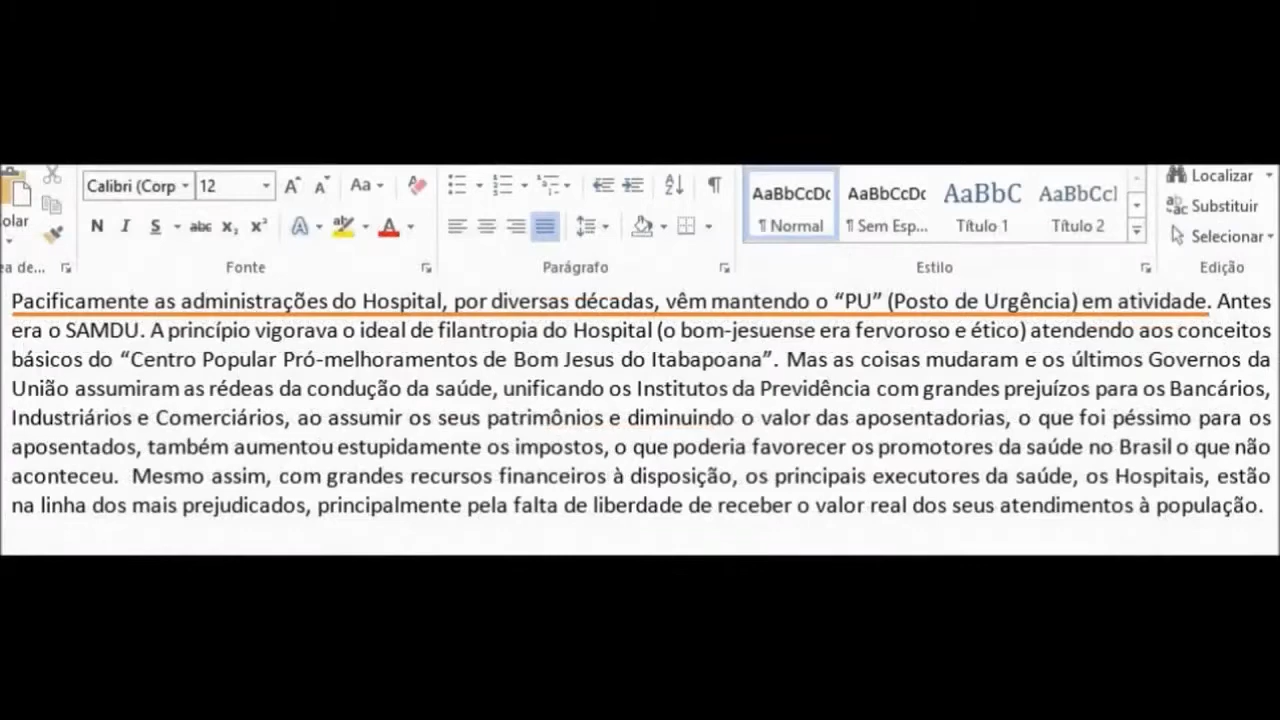 Calibri (Corp 12 Aa
olar
N I S abc x₂ x² A ab A
A Z ¶
AaBbCcDc AaBbCcDc AaBbC AaBbCcl
¶ Normal ¶ Sem Esp... Título 1 Título 2
Localizar
Substituir
Selecionar
a de... Fonte Parágrafo Estilo Edição
Pacificamente as administrações do Hospital, por diversas décadas, vêm mantendo o “PU” (Posto de Urgência) em atividade. Antes
era o SAMDU. A princípio vigorava o ideal de filantropia do Hospital (o bom-jesuense era fervoroso e ético) atendendo aos conceitos
básicos do “Centro Popular Pró-melhoramentos de Bom Jesus do Itabapoana”. Mas as coisas mudaram e os últimos Governos da
União assumiram as rédeas da condução da saúde, unificando os Institutos da Previdência com grandes prejuízos para os Bancários,
Industriários e Comerciários, ao assumir os seus patrimônios e diminuindo o valor das aposentadorias, o que foi péssimo para os
aposentados, também aumentou estupidamente os impostos, o que poderia favorecer os promotores da saúde no Brasil o que não
aconteceu. Mesmo assim, com grandes recursos financeiros à disposição, os principais executores da saúde, os Hospitais, estão
na linha dos mais prejudicados, principalmente pela falta de liberdade de receber o valor real dos seus atendimentos à população.